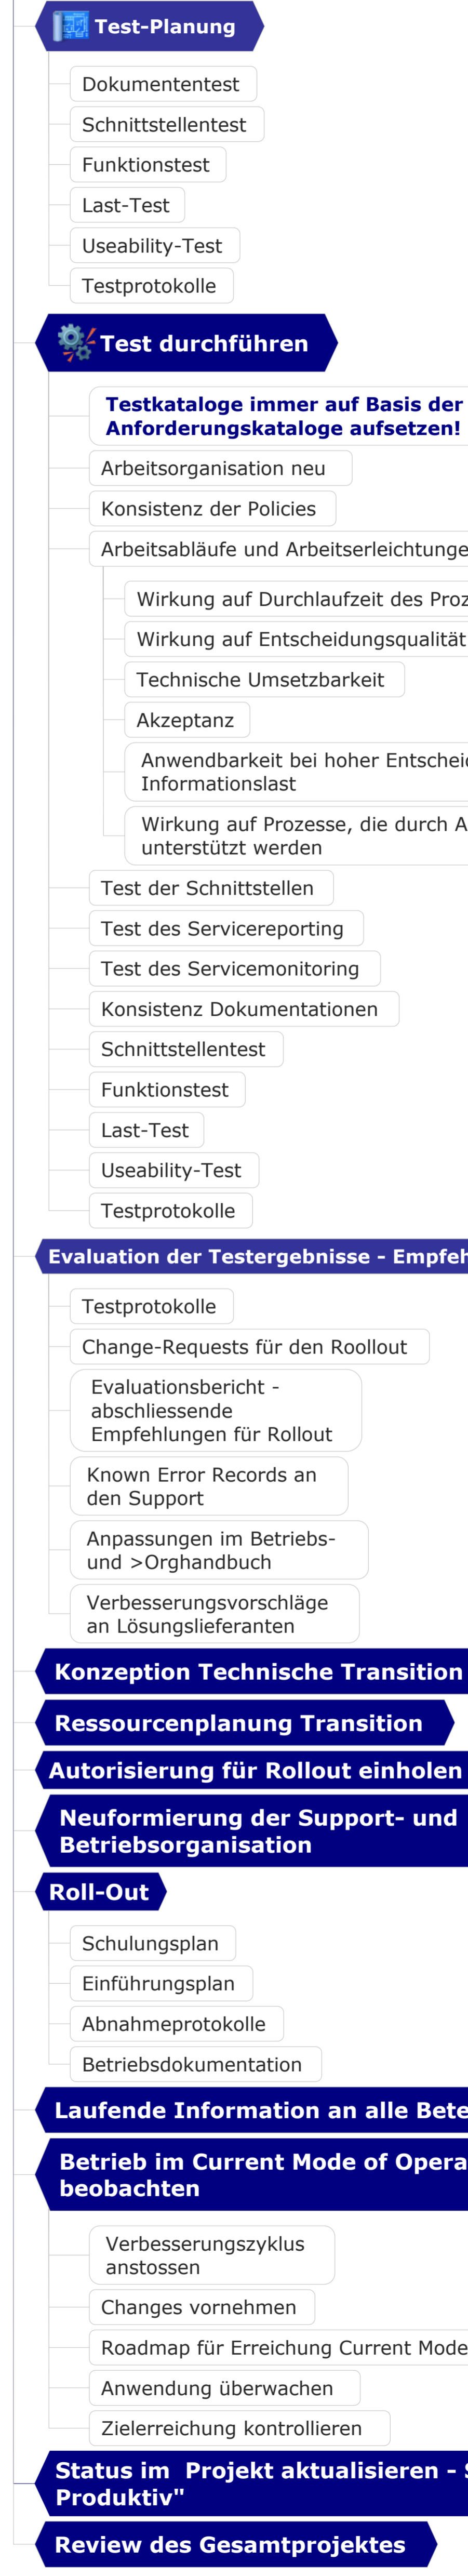 Test-Planung
Dokumententest
Schnittstellentest
Funktionstest
Last-Test
Useability-Test
Testprotokolle
Test durchführen
Testkataloge immer auf Basis der
Anforderungskataloge aufsetzen!
Arbeitsorganisation neu
Konsistenz der Policies
Arbeitsabläufe und
Wirkung auf Durchlaufzeit des
Wirkung auf Entscheidungsqualität
Technische Umsetzbarkeit
Akzeptanz
Anwendbarkeit bei hoher
Informationslast
Wirkung auf Prozesse, die durch
unterstützt werden
Test der Schnittstellen
Test des Servicereporting
Test des Servicemonitoring
Konsistenz Dokumentationen
Schnittstellentest
Funktionstest
Last-Test
Useability-Test
Testprotokolle
Evaluation der Testergebnisse -
Testprotokolle
Change-Requests für den Roollout
Evaluationsbericht -
abschliessende
Empfehlungen für Rollout
Known Error Records an
den Support
Anpassungen im Betriebs-
und >Orghandbuch
Verbesserungsvorschläge
an Lösungslieferanten
Konzeption Technische Transition
Ressourcenplanung Transition
Autorisierung für Rollout einholen
Neuformierung der Support- und
Betriebsorganisation
Roll-Out
Schulungsplan
Einführungsplan
Abnahmeprotokolle
Betriebsdokumentation
Laufende Information an alle
Betrieb im Current Mode of
beobachten
Verbesserungszyklus
anstossen
Changes vornehmen
Roadmap für Erreichung Current Mode
Anwendung überwachen
Zielerreichung kontrollieren
Status im Projekt aktualisieren -
Produktiv"
Review des Gesamtprojektes